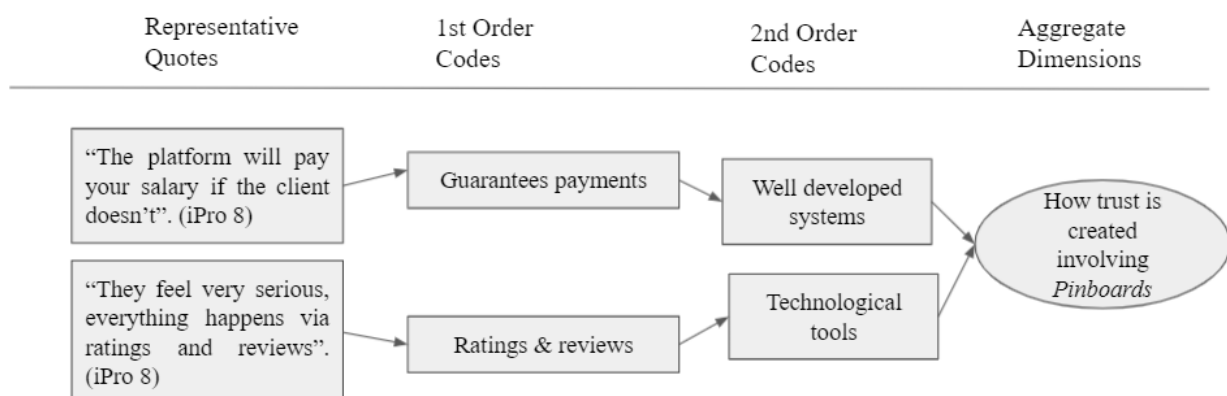 Representative
Quotes
1st Order
Codes
2nd Order
Codes
Aggregate
Dimensions
“The platform will pay
your salary if the client
doesn’t”. (iPro 8)
Guarantees payments
Well developed
systems
How trust is
created
involving
Pinboards
“They feel very serious,
everything happens via
ratings and reviews”.
(iPro 8)
Ratings & reviews
Technological
tools